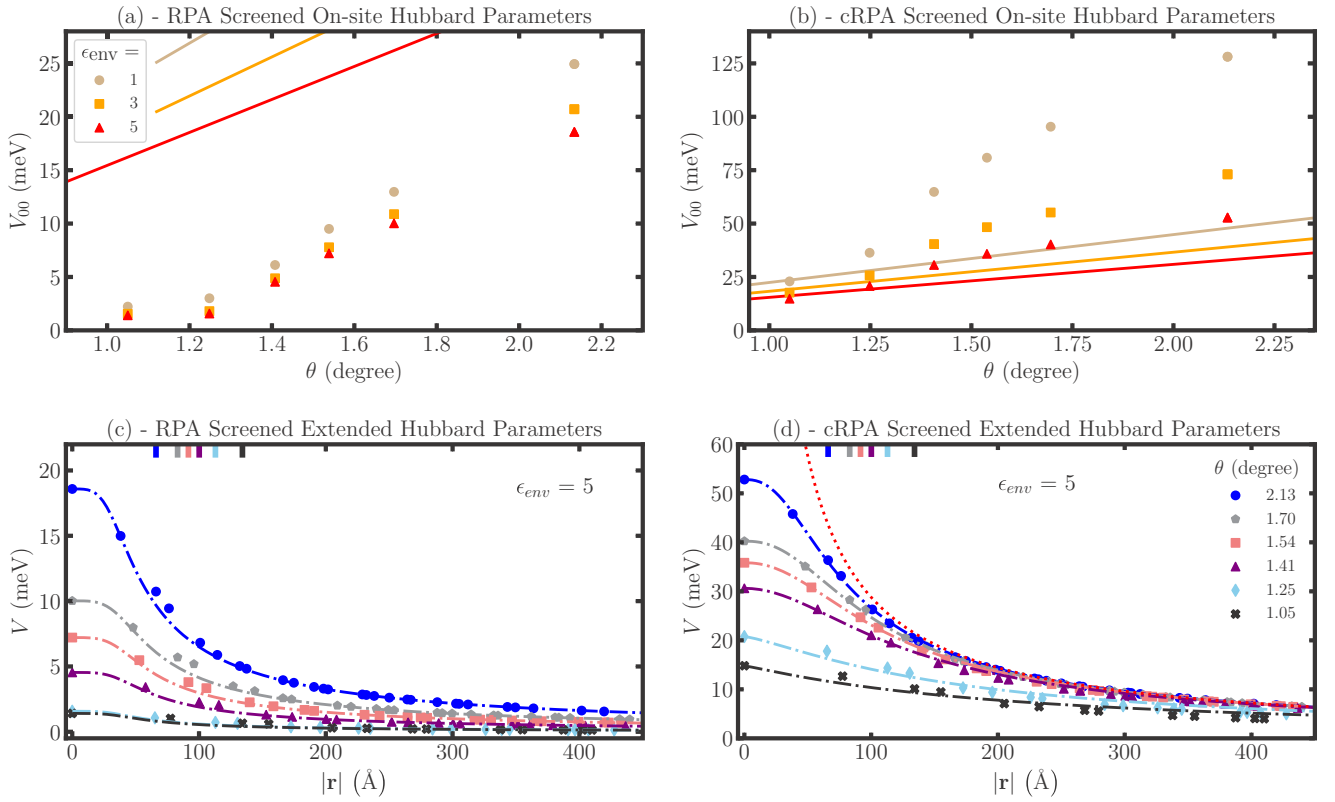 (a) - RPA Screened On-site Hubbard Parameters
V₀₀ (meV)
25
20
15
10
5
0
ϵenv =
1
3
5
1.0 1.2 1.4 1.6 1.8 2.0 2.2
θ (degree)
(b) - cRPA Screened On-site Hubbard Parameters
V₀₀ (meV)
125
100
75
50
25
0
1.00 1.25 1.50 1.75 2.00 2.25
θ (degree)
(c) - RPA Screened Extended Hubbard Parameters
V (meV)
20
15
10
5
0
ϵenv = 5
0 100 200 300 400
|r| (Å)
(d) - cRPA Screened Extended Hubbard Parameters
V (meV)
60
50
40
30
20
10
0
ϵenv = 5
θ (degree)
2.13
1.70
1.54
1.41
1.25
1.05
0 100 200 300 400
|r| (Å)